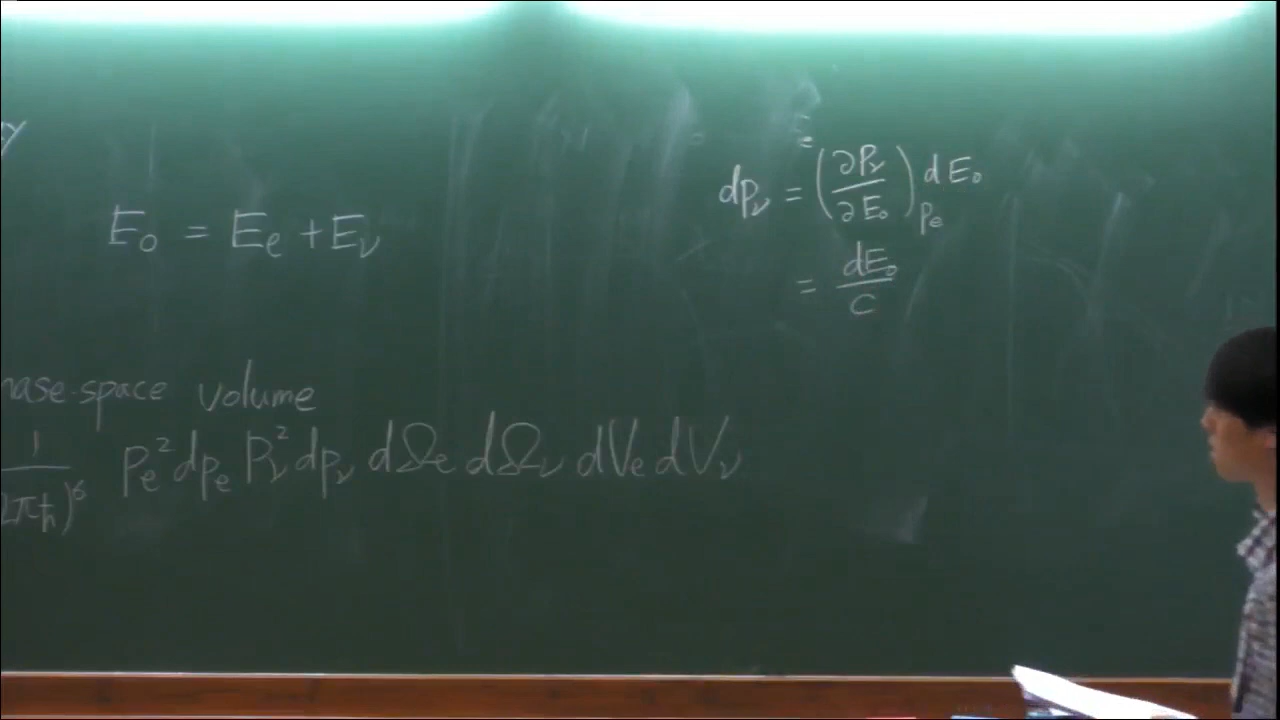 y
E₀ = Eₑ + E_ν
dp_ν = (∂P_ν/∂E₀)_pₑ dE₀
= dE₀/c
hase-space volume
1/(2πħ)⁶ pₑ² dpₑ P_ν² dp_ν dΩₑ dΩ_ν dVₑ dV_ν